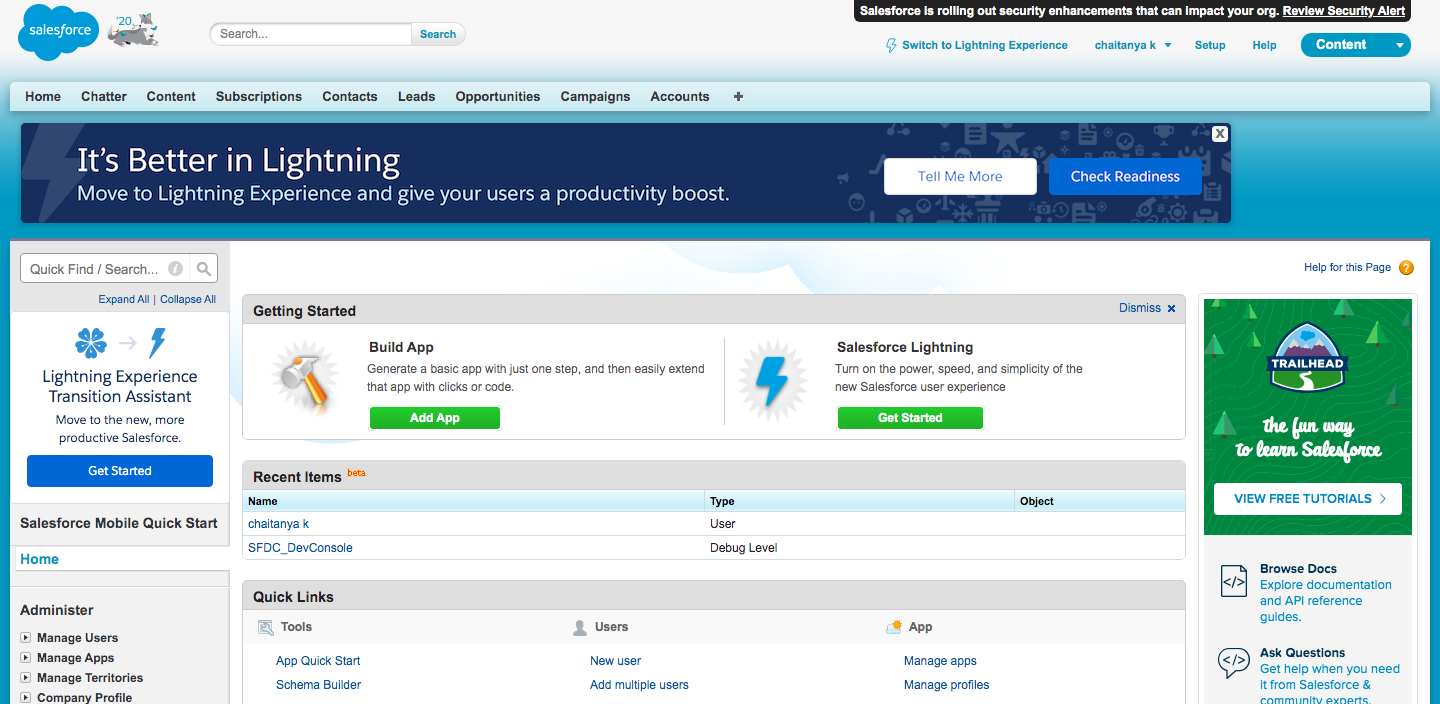 Salesforce is rolling out security enhancements that can impact your org. Review Security Alert
salesforce
'20
Search...
Search
Switch to Lightning Experience
chaitanya k
Setup
Help
Content
Home
Chatter
Content
Subscriptions
Contacts
Leads
Opportunities
Campaigns
Accounts
+
It's Better in Lightning
Move to Lightning Experience and give your users a productivity boost.
Tell Me More
Check Readiness
X
Quick Find / Search...
i
Expand All | Collapse All
Lightning Experience
Transition Assistant
Move to the new, more
productive Salesforce.
Get Started
Salesforce Mobile Quick Start
Home
Administer
Manage Users
Manage Apps
Manage Territories
Company Profile
Help for this Page
?
Getting Started
Dismiss x
Build App
Generate a basic app with just one step, and then easily extend
that app with clicks or code.
Add App
Salesforce Lightning
Turn on the power, speed, and simplicity of the
new Salesforce user experience
Get Started
Recent Items beta
Name
Type
Object
chaitanya k
User
SFDC_DevConsole
Debug Level
Quick Links
Tools
Users
App
App Quick Start
New user
Manage apps
Schema Builder
Add multiple users
Manage profiles
TRAILHEAD
the fun way
to learn Salesforce
VIEW FREE TUTORIALS >
</>
Browse Docs
Explore documentation
and API reference
guides.
</>
Ask Questions
Get help when you need
it from Salesforce &
community experts.